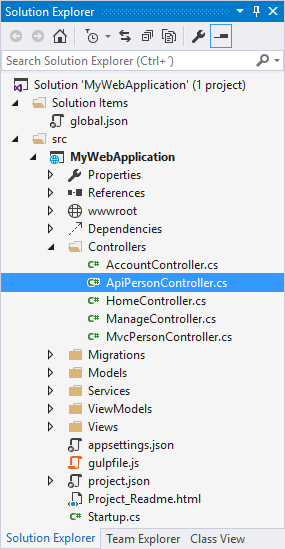 Solution Explorer
Search Solution Explorer (Ctrl+´)
Solution 'MyWebApplication' (1 project)
Solution Items
global.json
src
MyWebApplication
Properties
References
wwwroot
Dependencies
Controllers
C# AccountController.cs
C# ApiPersonController.cs
C# HomeController.cs
C# ManageController.cs
C# MvcPersonController.cs
Migrations
Models
Services
ViewModels
Views
appsettings.json
gulpfile.js
project.json
Project_Readme.html
C# Startup.cs
Solution Explorer Team Explorer Class View